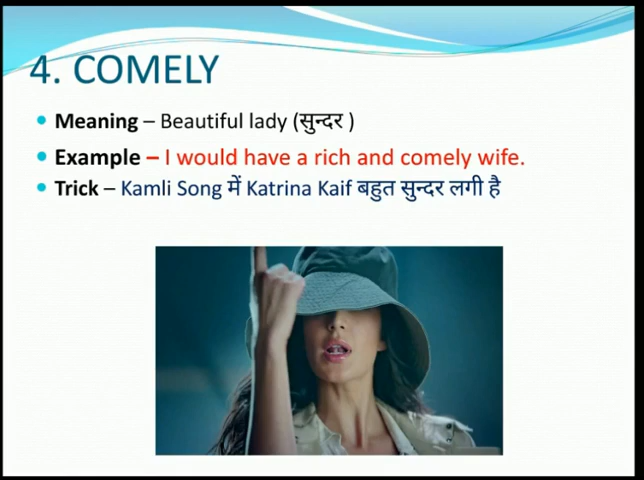 4. COMELY
Meaning – Beautiful lady (सुन्दर )
Example – I would have a rich and comely wife.
Trick – Kamli Song में Katrina Kaif बहुत सुन्दर लगी है